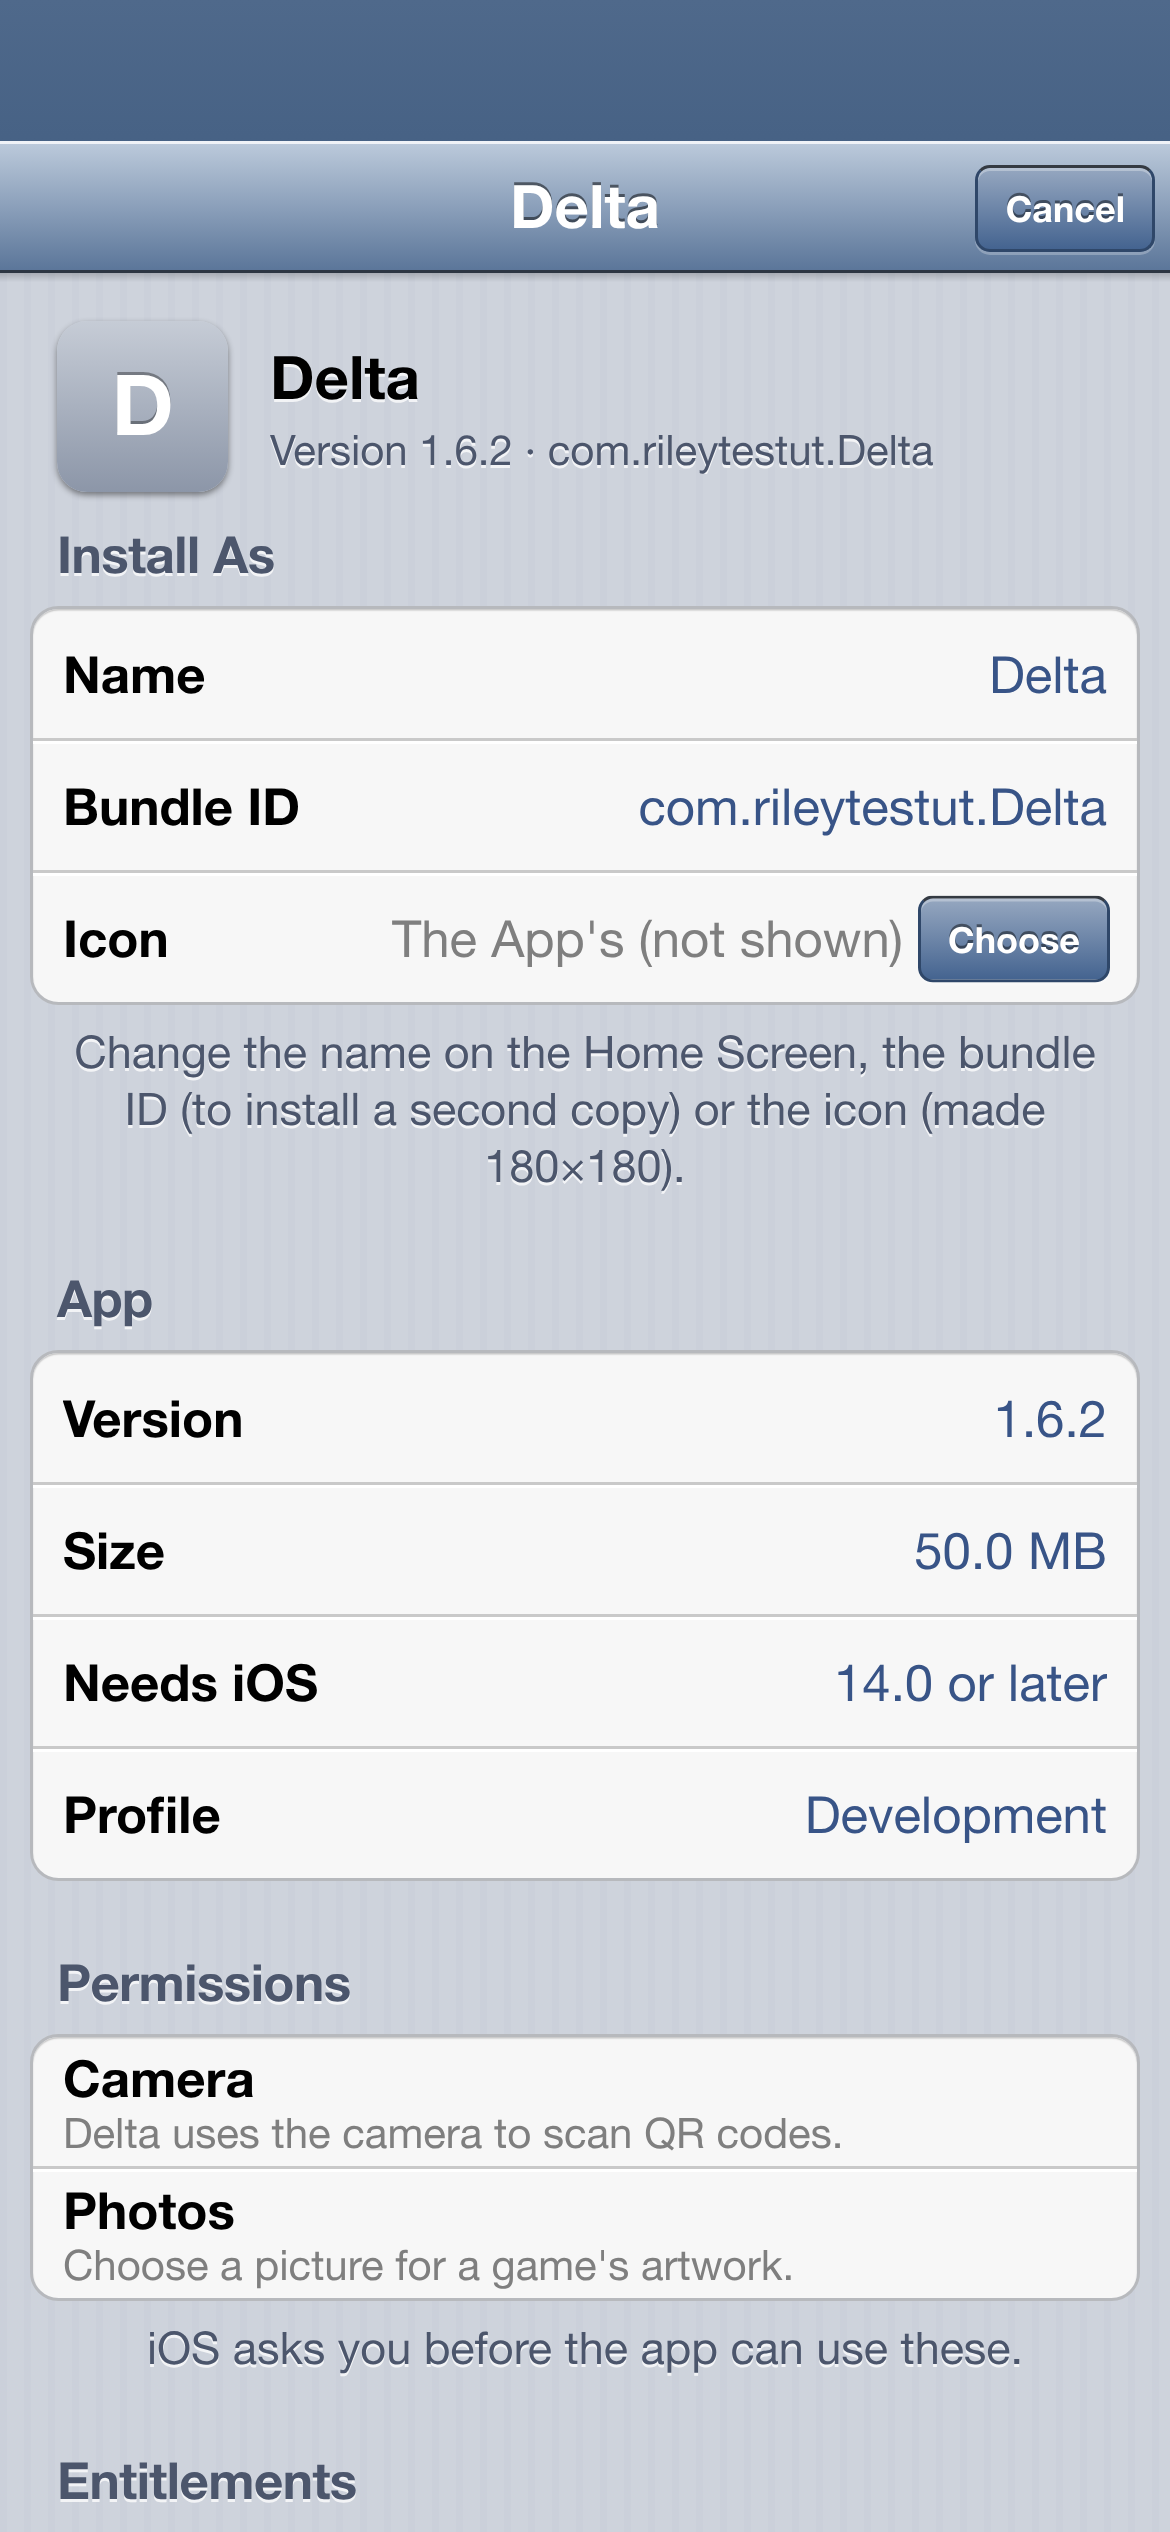 Delta
Cancel
D
Delta
Version 1.6.2 · com.rileytestut.Delta
Install As
Name
Delta
Bundle ID
com.rileytestut.Delta
Icon
The App's (not shown)
Choose
Change the name on the Home Screen, the bundle
ID (to install a second copy) or the icon (made
180×180).
App
Version
1.6.2
Size
50.0 MB
Needs iOS
14.0 or later
Profile
Development
Permissions
Camera
Delta uses the camera to scan QR codes.
Photos
Choose a picture for a game's artwork.
iOS asks you before the app can use these.
Entitlements